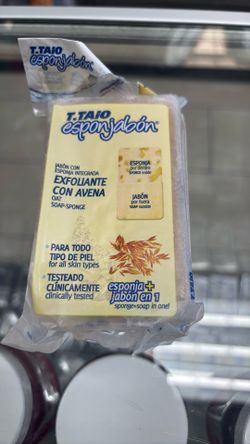 T.TAIO
esponjabón®
T.TAIO
esponjabón®
JABÓN CON
ESPONJA INTEGRADA
EXFOLIANTE
CON AVENA
OAT
SOAP-SPONGE
ESPONJA
por dentro
SPONGE inside
JABÓN
por fuera
SOAP outside
* PARA TODO
TIPO DE PIEL
for all skin types
* TESTEADO
CLÍNICAMENTE
clinically tested
esponja +
jabón en 1
sponge+soap in one!